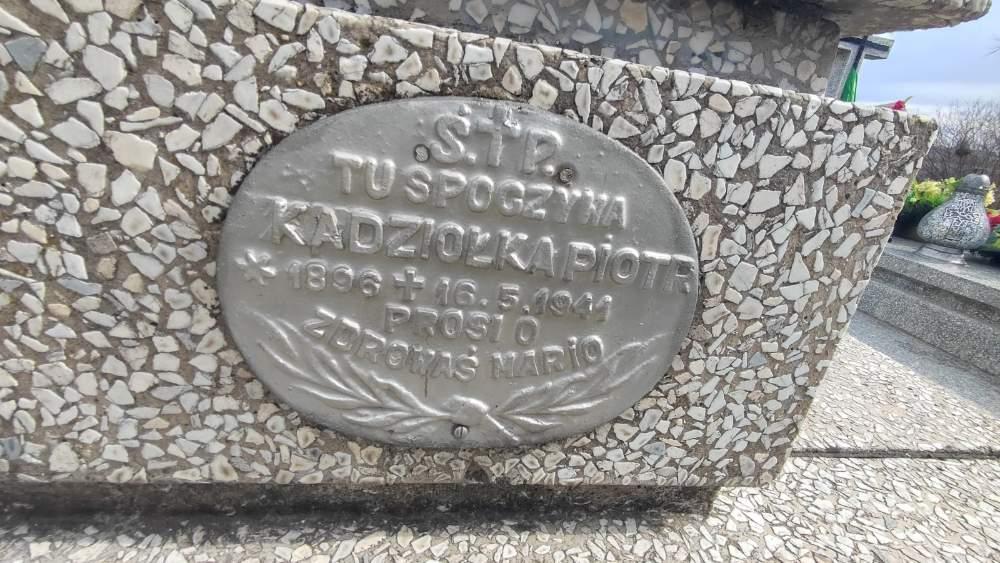 Ś.†P.
TU SPOCZYWA
KADZIOŁKA PIOTR
* 1896 † 16.5.1941
PROSI O
ZDROWAŚ MARIO